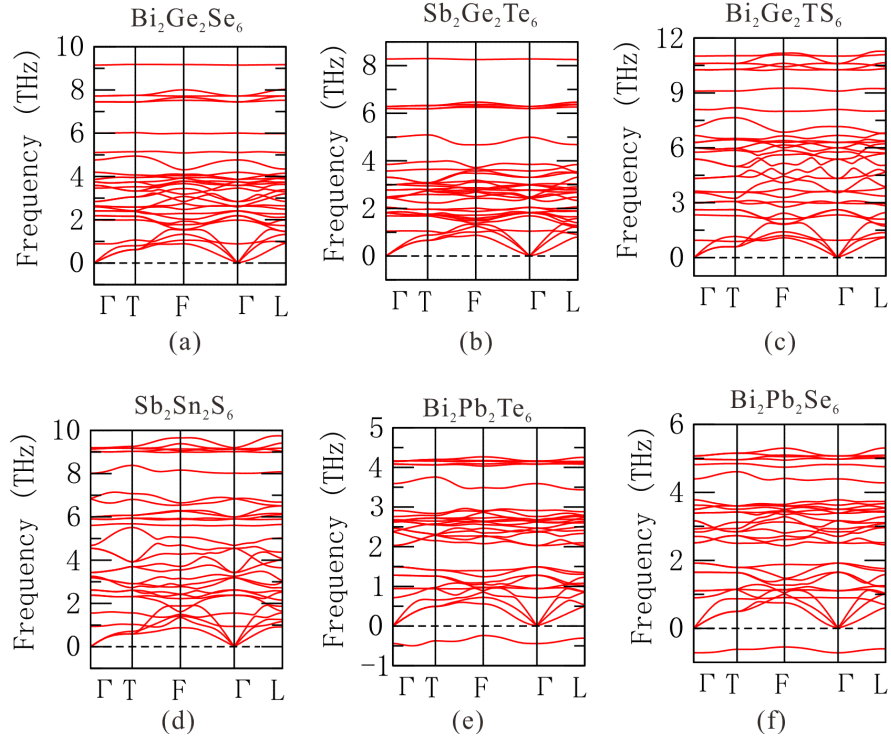 Bi₂Ge₂Se₆
Frequency (THz)
10
8
6
4
2
0
Γ T F Γ L
(a)
Sb₂Ge₂Te₆
Frequency (THz)
8
6
4
2
0
Γ T F Γ L
(b)
Bi₂Ge₂TS₆
Frequency (THz)
12
9
6
3
0
Γ T F Γ L
(c)
Sb₂Sn₂S₆
Frequency (THz)
10
8
6
4
2
0
Γ T F Γ L
(d)
Bi₂Pb₂Te₆
Frequency (THz)
5
4
3
2
1
0
−1
Γ T F Γ L
(e)
Bi₂Pb₂Se₆
Frequency (THz)
6
4
2
0
Γ T F Γ L
(f)